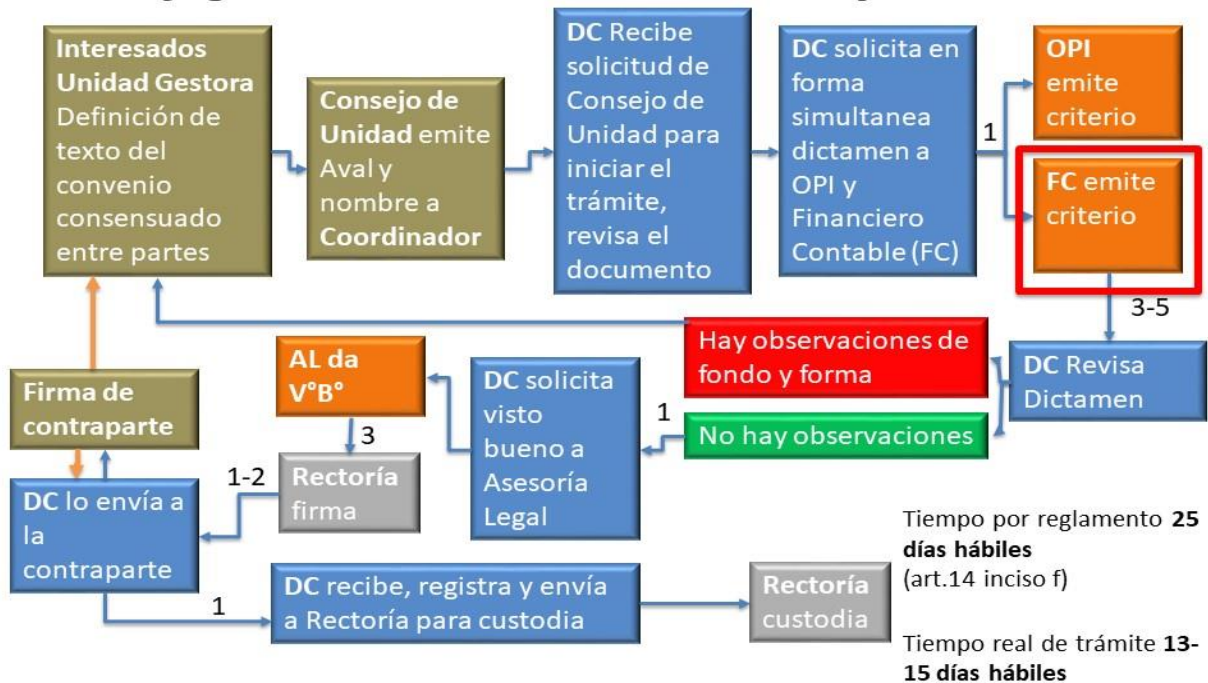 Interesados
Unidad Gestora
Definición de
texto del
convenio
consensuado
entre partes
Consejo de
Unidad emite
Aval y
nombre a
Coordinador
DC Recibe
solicitud de
Consejo de
Unidad para
iniciar el
trámite,
revisa el
documento
DC solicita en
forma
simultanea
dictamen a
OPI y
Financiero
Contable (FC)
1
OPI
emite
criterio
FC emite
criterio
3-5
DC Revisa
Dictamen
Hay observaciones de
fondo y forma
No hay observaciones
1
DC solicita
visto
bueno a
Asesoría
Legal
AL da
V°B°
3
Rectoría
firma
1-2
Firma de
contraparte
DC lo envía a
la
contraparte
1
DC recibe, registra y envía
a Rectoría para custodia
Rectoría
custodia
Tiempo por reglamento 25
días hábiles
(art.14 inciso f)
Tiempo real de trámite 13-
15 días hábiles